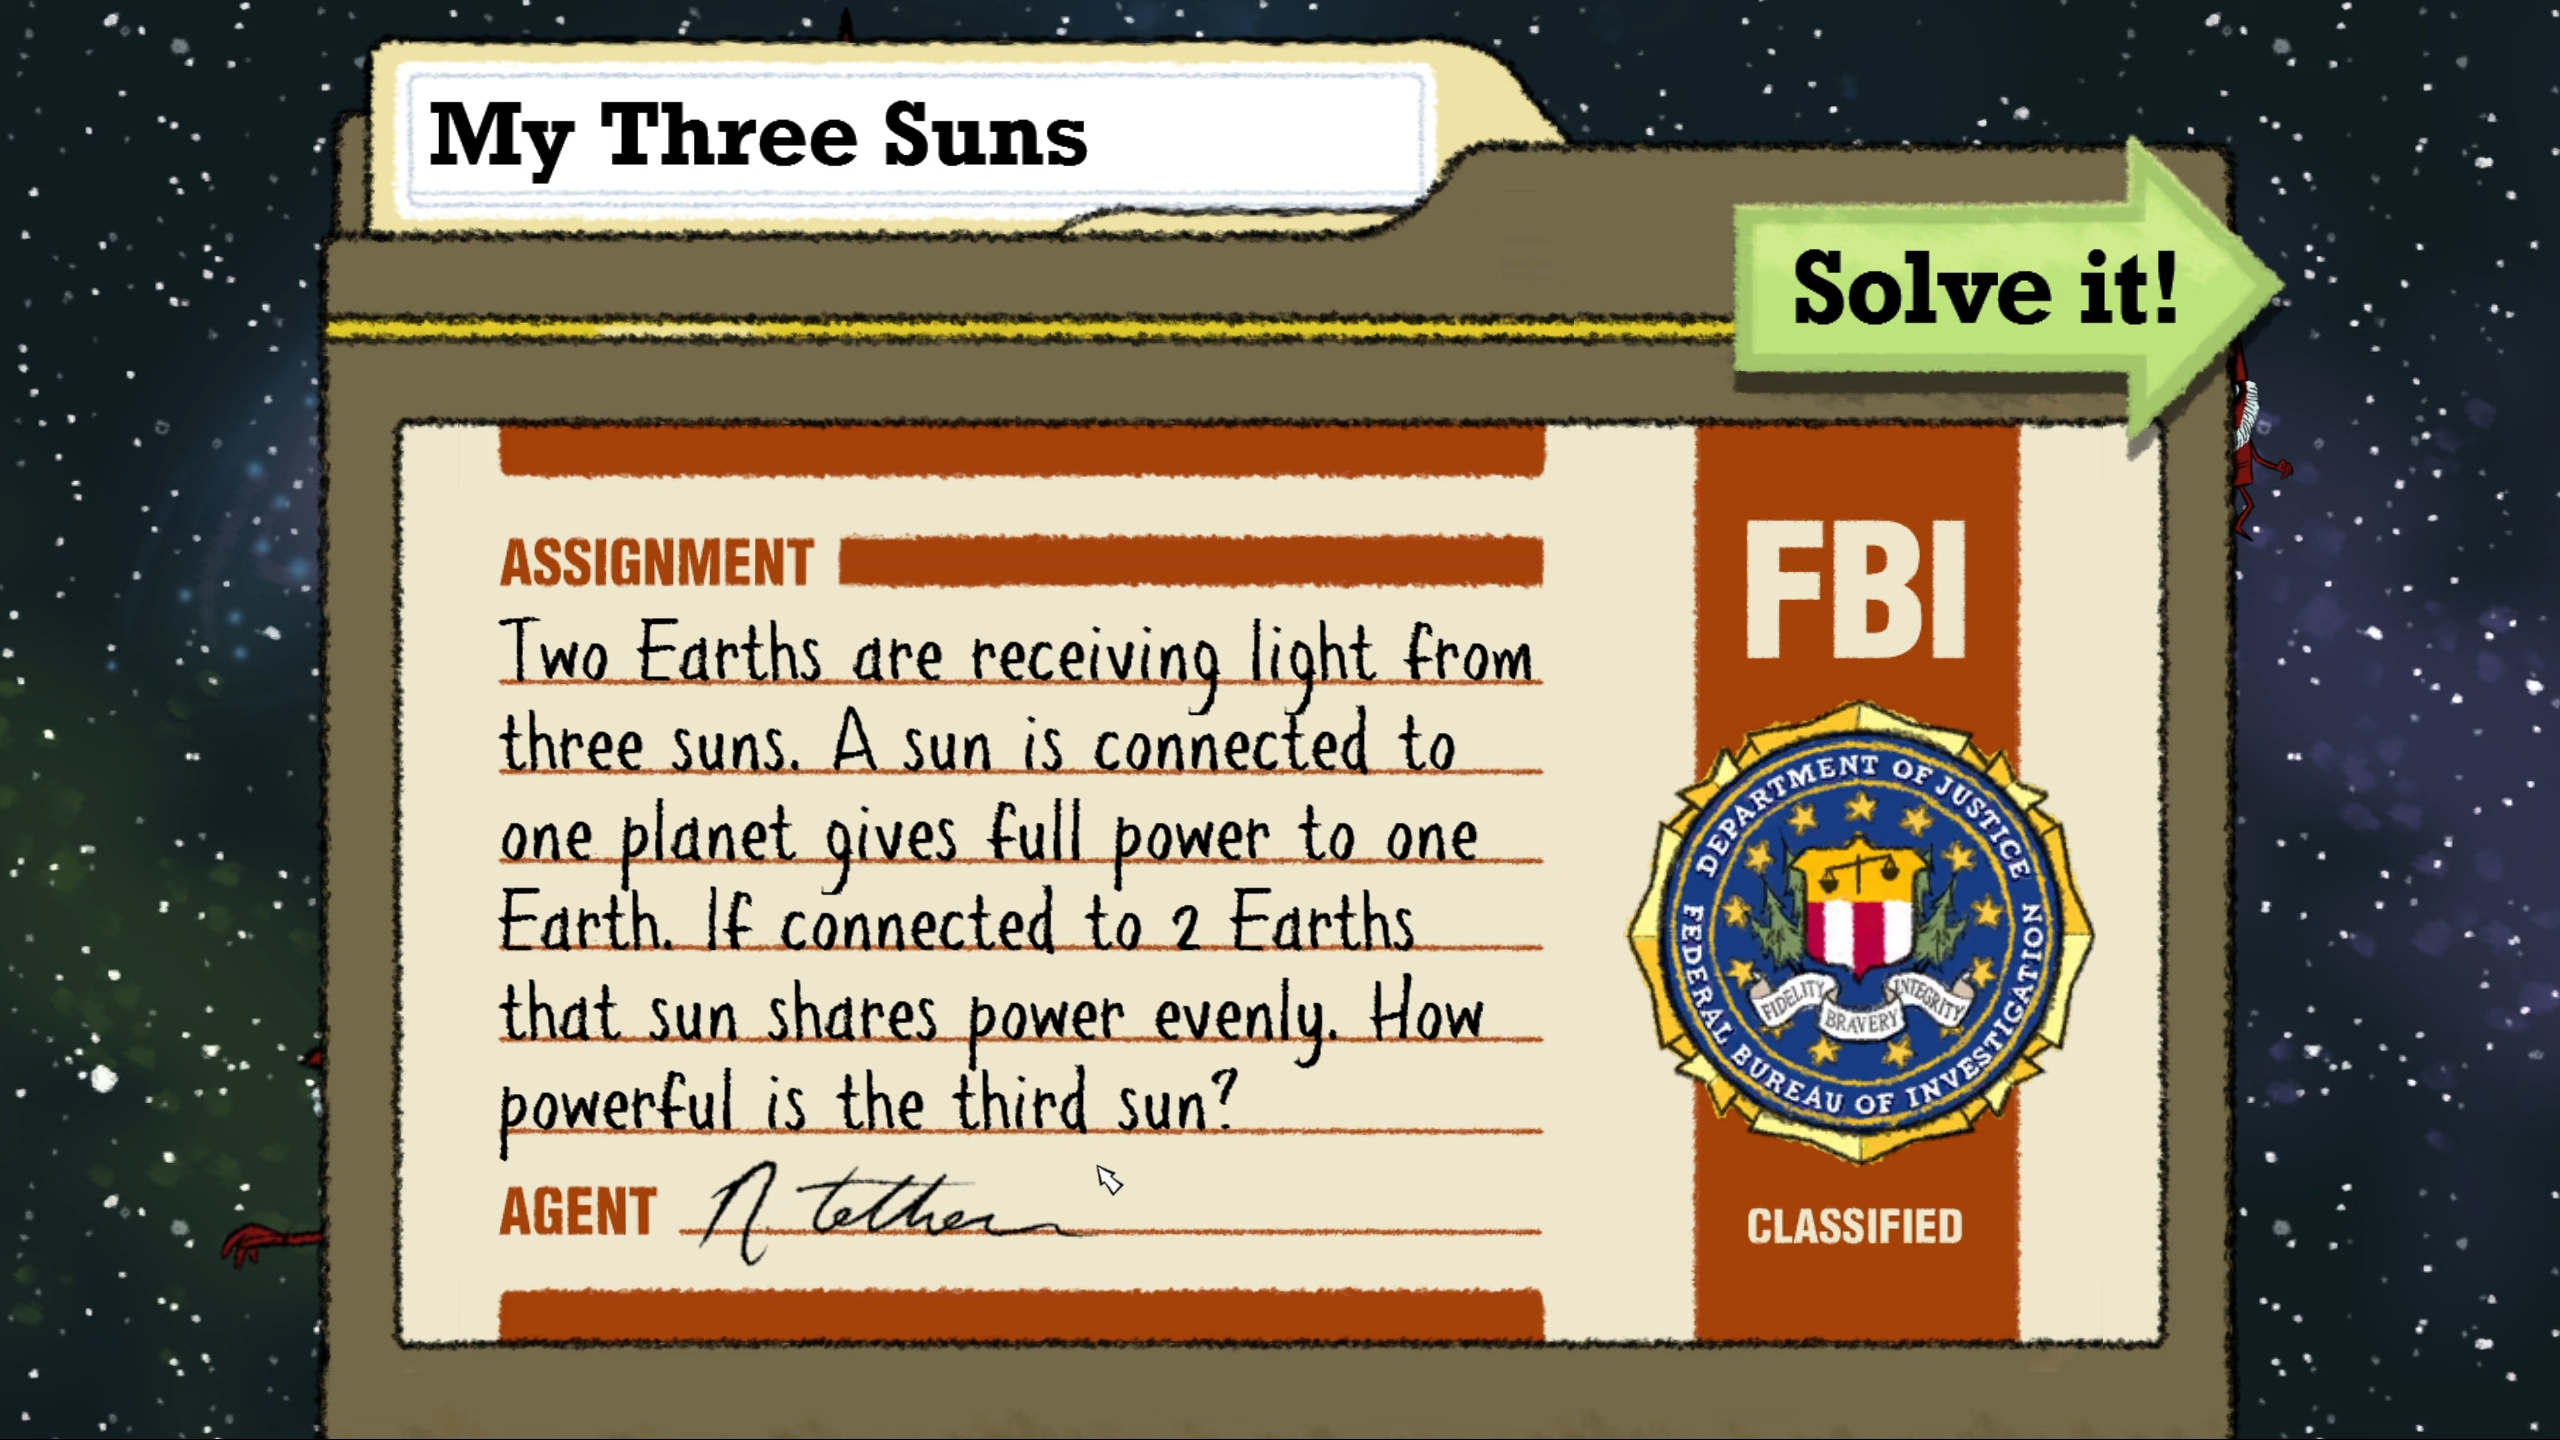 My Three Suns
Solve it!
ASSIGNMENT
Two Earths are receiving light from
three suns. A sun is connected to
one planet gives full power to one
Earth. If connected to 2 Earths
that sun shares power evenly. How
powerful is the third sun?
AGENT N tethers
FBI
DEPARTMENT OF JUSTICE
FEDERAL BUREAU OF INVESTIGATION
FIDELITY
BRAVERY
INTEGRITY
CLASSIFIED